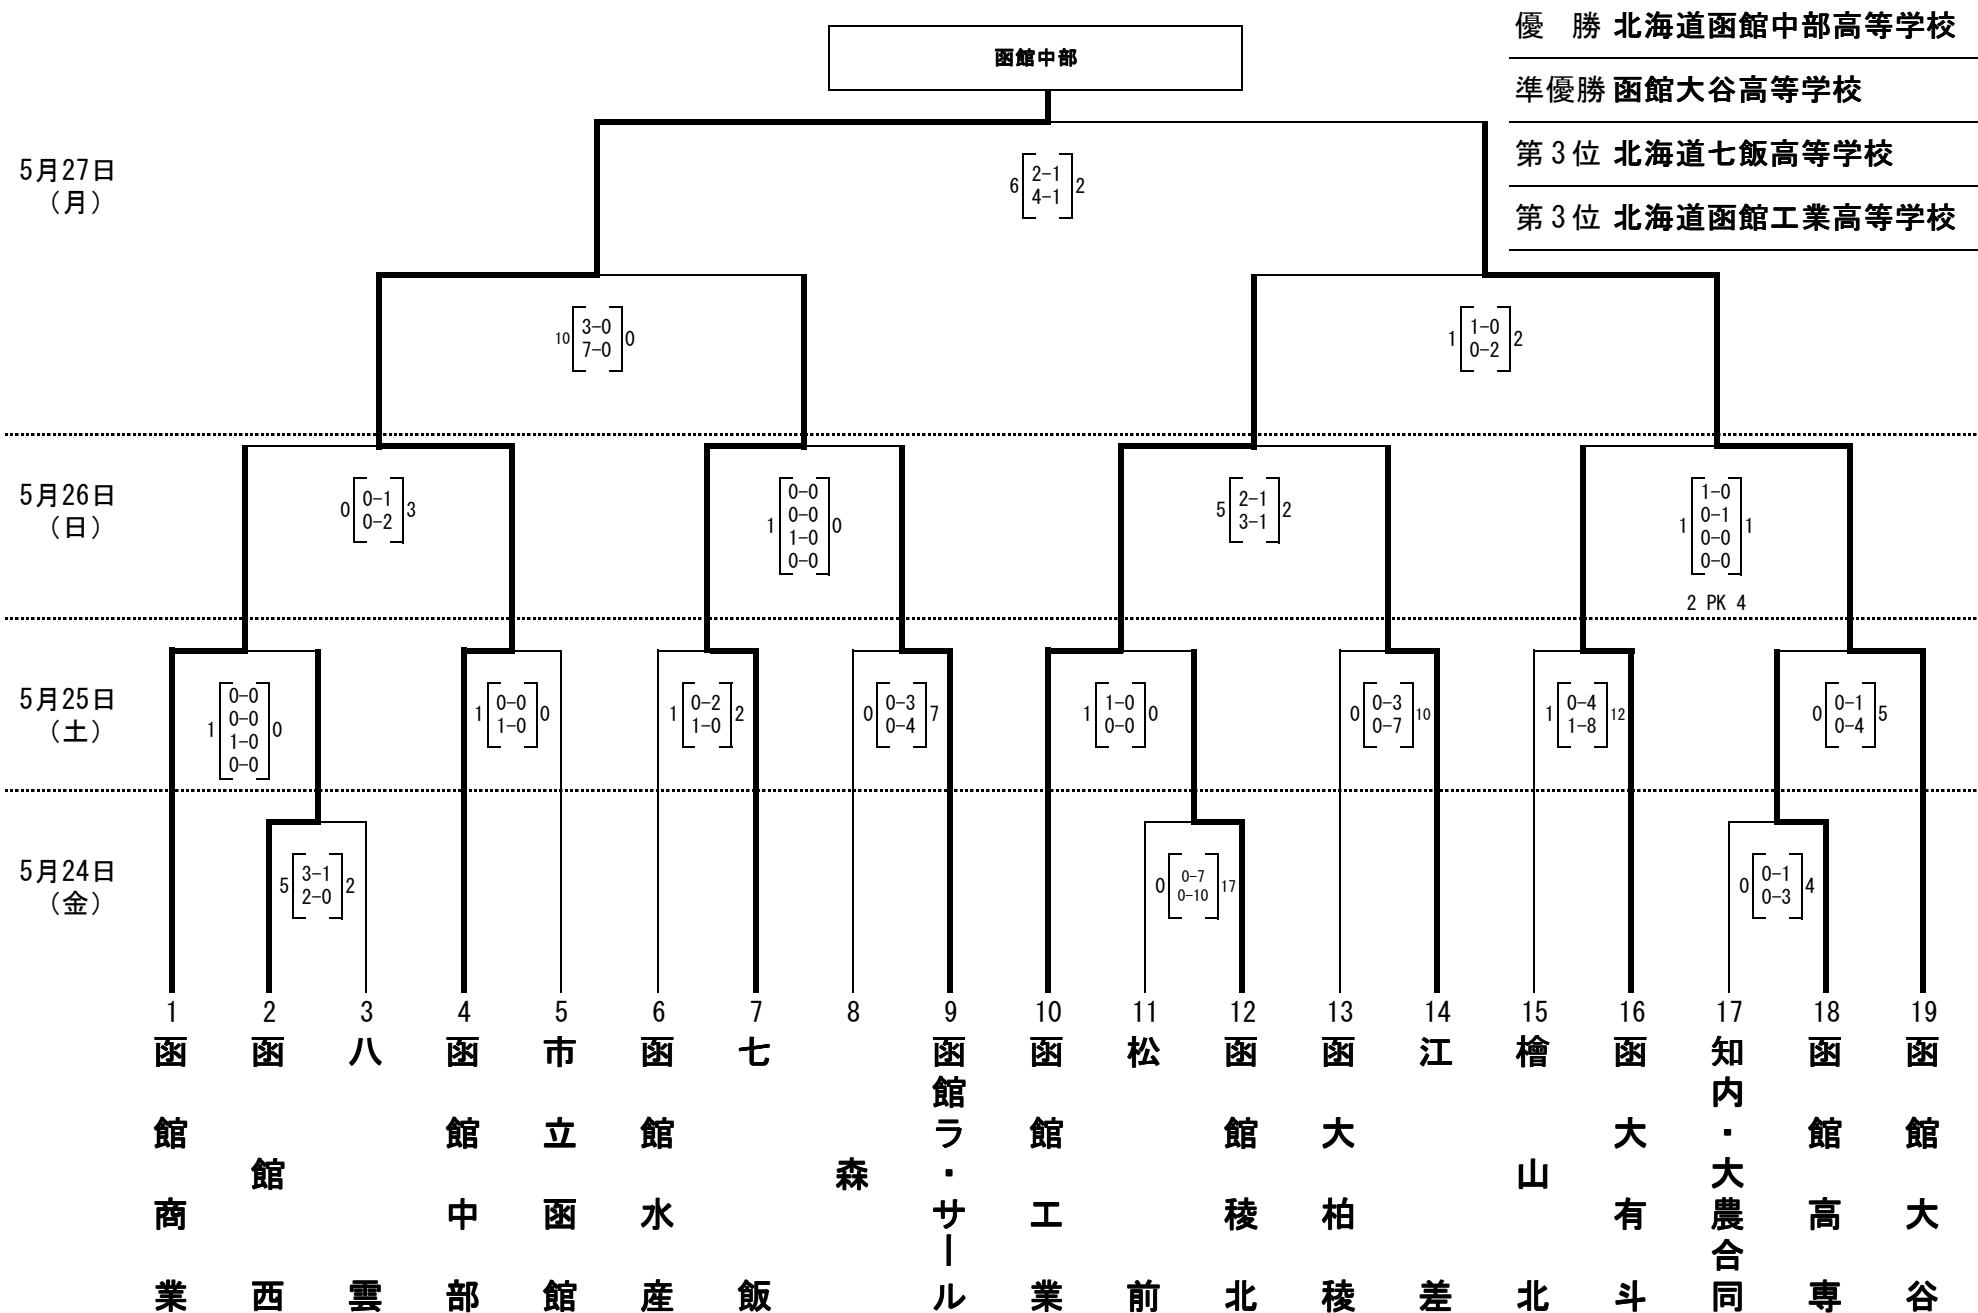 優　勝 北海道函館中部高等学校
準優勝 函館大谷高等学校
第3位 北海道七飯高等学校
第3位 北海道函館工業高等学校
函館中部
5月27日
（月）
6 2-1 2
4-1
10 3-0 0
7-0
1 1-0 2
0-2
5月26日
（日）
0 0-1 3
0-2
1 0-0 0
0-0
1-0
0-0
5 2-1 2
3-1
1 1-0 1
0-1
0-0
0-0
2 PK 4
5月25日
（土）
1 0-0 0
0-0
1-0
0-0
1 0-0 0
1-0
1 0-2 2
1-0
0 0-3 7
0-4
1 1-0 0
0-0
0 0-3 10
0-7
1 0-4 12
1-8
0 0-1 5
0-4
5月24日
（金）
5 3-1 2
2-0
0 0-7 17
0-10
0 0-1 4
0-3
1 函館商業
2 函館西
3 八雲
4 函館中部
5 市立函館
6 函館水産
7 七飯
8 森
9 函館ラ・サール
10 函館工業
11 松前
12 函館稜北
13 函大柏稜
14 江差
15 檜山北
16 函大有斗
17 知内・大農合同
18 函館高専
19 函館大谷